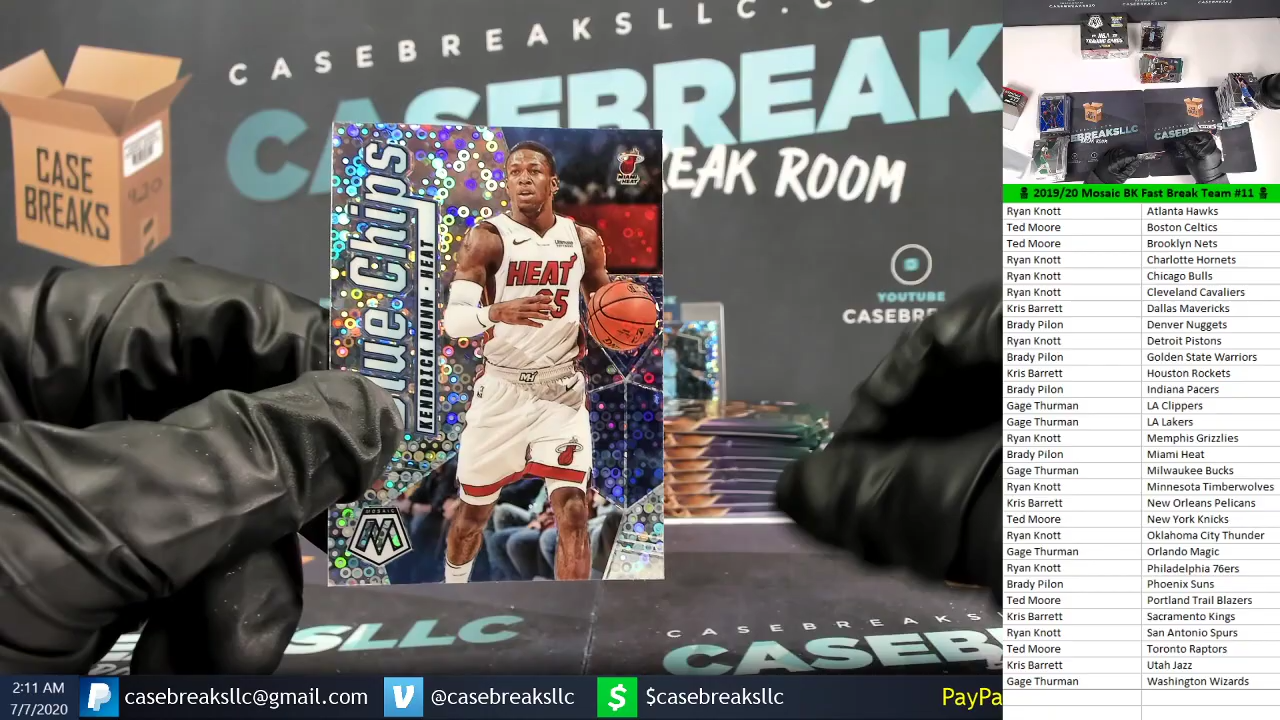 CASEBREAKSLLC.CO
CASEBREAK
EAK ROOM
CASE
BREAKS
YOUTUBE
CASEBRE
Blue Chips
KENDRICK NUNN · HEAT
MIAMI
HEAT
HEAT
25
MOSAIC
M
SLLC
CASEBREAKS
CASEBREAKS
2:11 AM
7/7/2020
casebreaksllc@gmail.com
@casebreaksllc
$casebreaksllc
PayPa
2019/20 Mosaic BK Fast Break Team #11
Ryan Knott Atlanta Hawks
Ted Moore Boston Celtics
Ted Moore Brooklyn Nets
Ryan Knott Charlotte Hornets
Ryan Knott Chicago Bulls
Ryan Knott Cleveland Cavaliers
Kris Barrett Dallas Mavericks
Brady Pilon Denver Nuggets
Ryan Knott Detroit Pistons
Brady Pilon Golden State Warriors
Kris Barrett Houston Rockets
Brady Pilon Indiana Pacers
Gage Thurman LA Clippers
Gage Thurman LA Lakers
Ryan Knott Memphis Grizzlies
Brady Pilon Miami Heat
Gage Thurman Milwaukee Bucks
Ryan Knott Minnesota Timberwolves
Kris Barrett New Orleans Pelicans
Ted Moore New York Knicks
Ryan Knott Oklahoma City Thunder
Gage Thurman Orlando Magic
Ryan Knott Philadelphia 76ers
Brady Pilon Phoenix Suns
Ted Moore Portland Trail Blazers
Kris Barrett Sacramento Kings
Ryan Knott San Antonio Spurs
Ted Moore Toronto Raptors
Kris Barrett Utah Jazz
Gage Thurman Washington Wizards